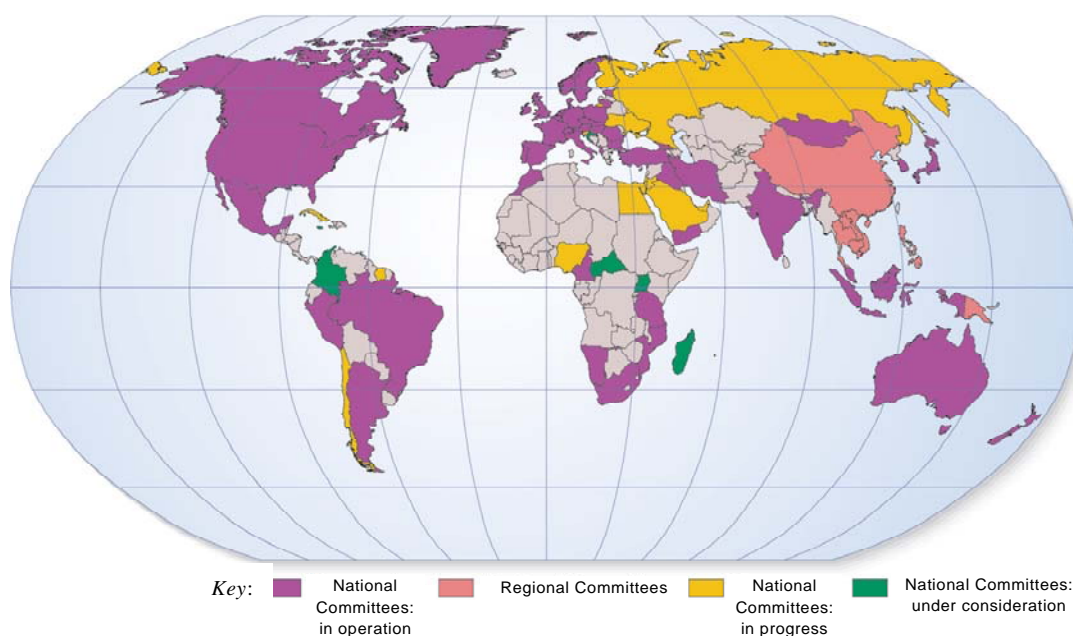 Key:
National
Committees:
in operation
Regional Committees
National
Committees:
in progress
National Committees:
under consideration